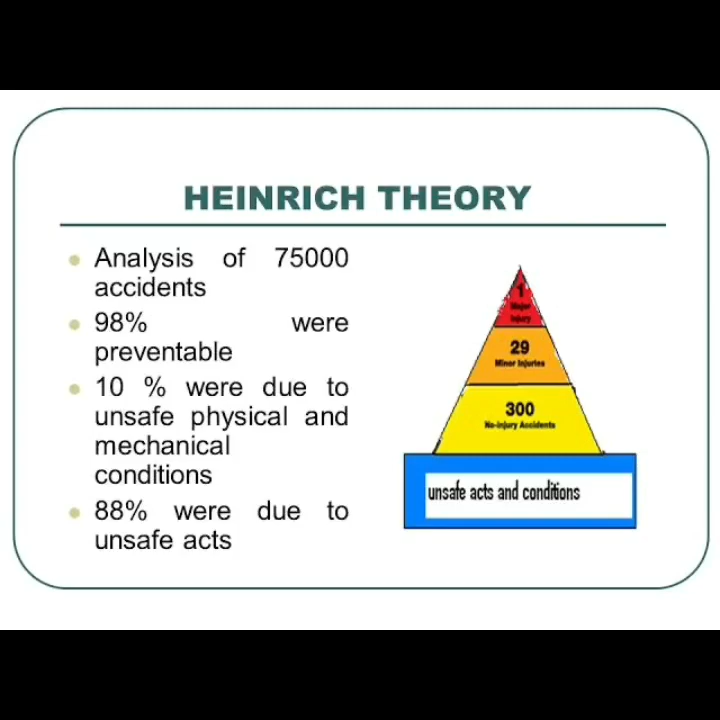 HEINRICH THEORY
Analysis of 75000
accidents
98% were
preventable
10 % were due to
unsafe physical and
mechanical
conditions
88% were due to
unsafe acts
1
Major
Injury
29
Minor Injuries
300
No-injury Accidents
unsafe acts and conditions